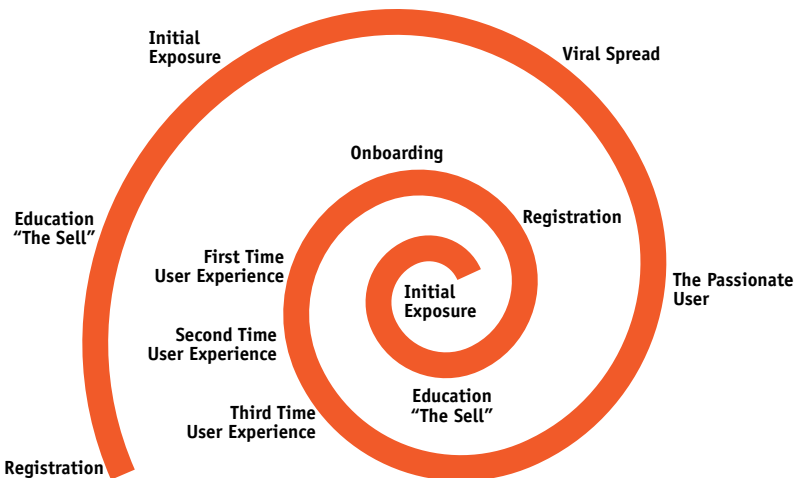 Initial
Exposure
Viral Spread
Onboarding
Education
“The Sell”
Registration
First Time
User Experience
The Passionate
User
Initial
Exposure
Second Time
User Experience
Education
“The Sell”
Third Time
User Experience
Registration